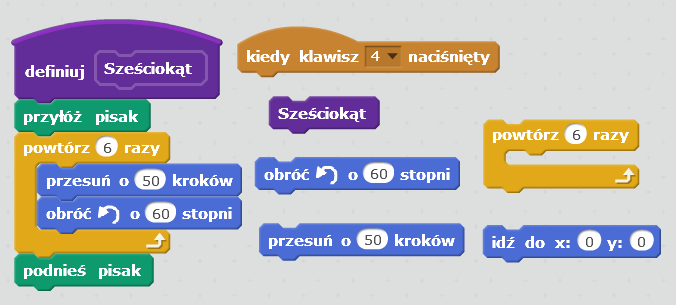 definiuj Sześciokąt
przyłóż pisak
powtórz 6 razy
przesuń o 50 kroków
obróć o 60 stopni
podnieś pisak
kiedy klawisz 4 naciśnięty
Sześciokąt
obróć o 60 stopni
przesuń o 50 kroków
powtórz 6 razy
idź do x: 0 y: 0